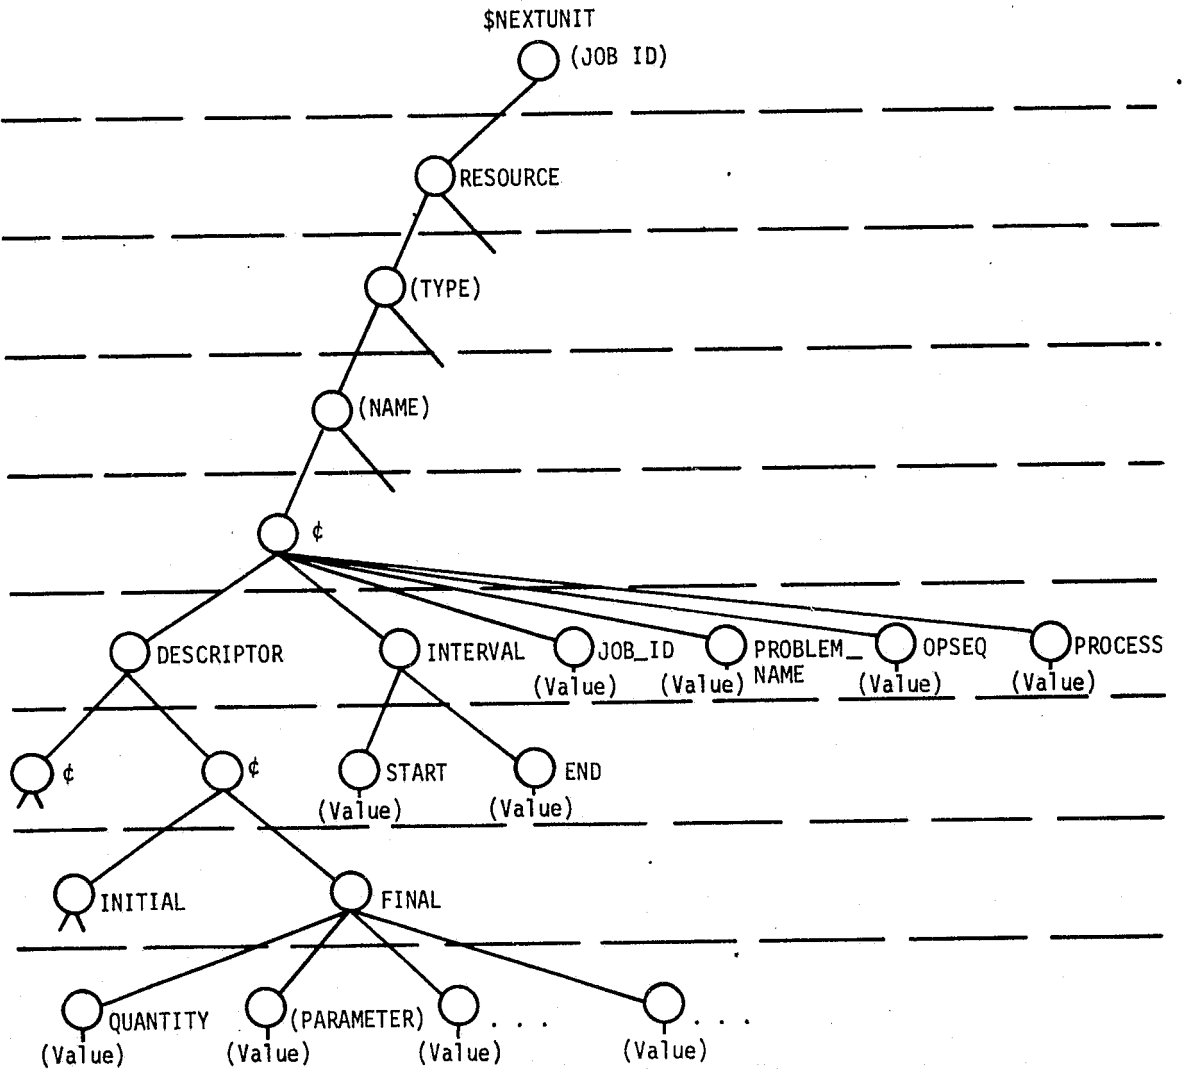 $NEXTUNIT
(JOB ID)
RESOURCE
(TYPE)
(NAME)
¢
DESCRIPTOR
INTERVAL
JOB_ID
PROBLEM_
NAME
OPSEQ
PROCESS
(Value)
(Value)
(Value)
(Value)
¢
¢
START
END
(Value)
(Value)
INITIAL
FINAL
QUANTITY
(PARAMETER)
. . .
. . .
(Value)
(Value)
(Value)
(Value)